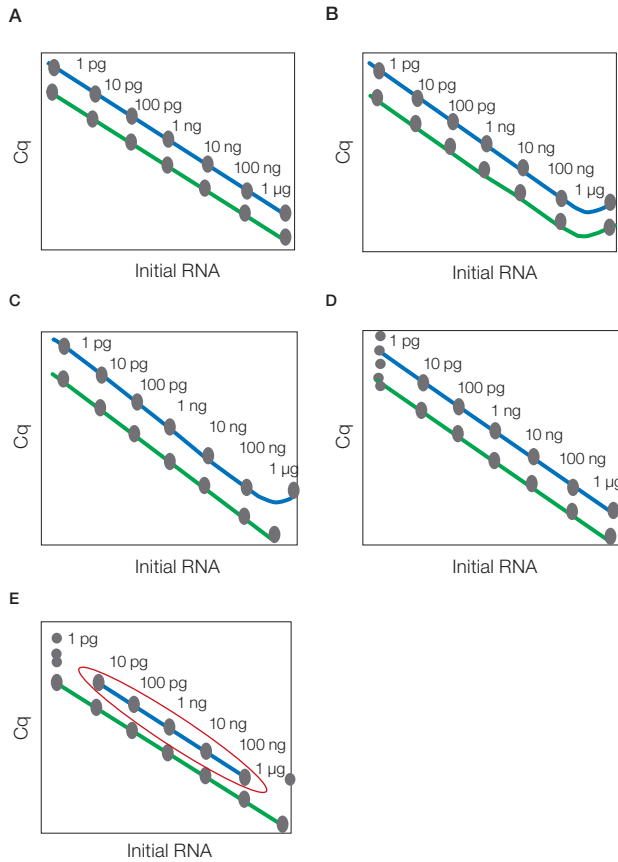 A
1 pg
10 pg
100 pg
1 ng
10 ng
100 ng
1 µg
Cq
Initial RNA
B
1 pg
10 pg
100 pg
1 ng
10 ng
100 ng
1 µg
Cq
Initial RNA
C
1 pg
10 pg
100 pg
1 ng
10 ng
100 ng
1 µg
Cq
Initial RNA
D
1 pg
10 pg
100 pg
1 ng
10 ng
100 ng
1 µg
Cq
Initial RNA
E
1 pg
10 pg
100 pg
1 ng
10 ng
100 ng
1 µg
Cq
Initial RNA